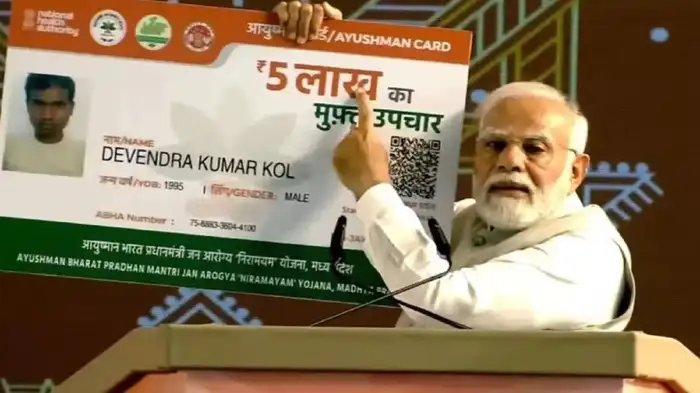 national
health
authority
आयुष्मान /AYUSHMAN CARD
₹5 लाख का
मुफ़्त उपचार
नाम/NAME
DEVENDRA KUMAR KOL
जन्म वर्ष/YOB: 1995 | लिंग/GENDER: MALE
ABHA Number : 75-6883-3604-4100
आयुष्मान भारत प्रधानमंत्री जन आरोग्य 'निरामयम' योजना, मध्य प्रदेश
AYUSHMAN BHARAT PRADHAN MANTRI JAN AROGYA 'NIRAMAYAM' YOJANA, MADHYA